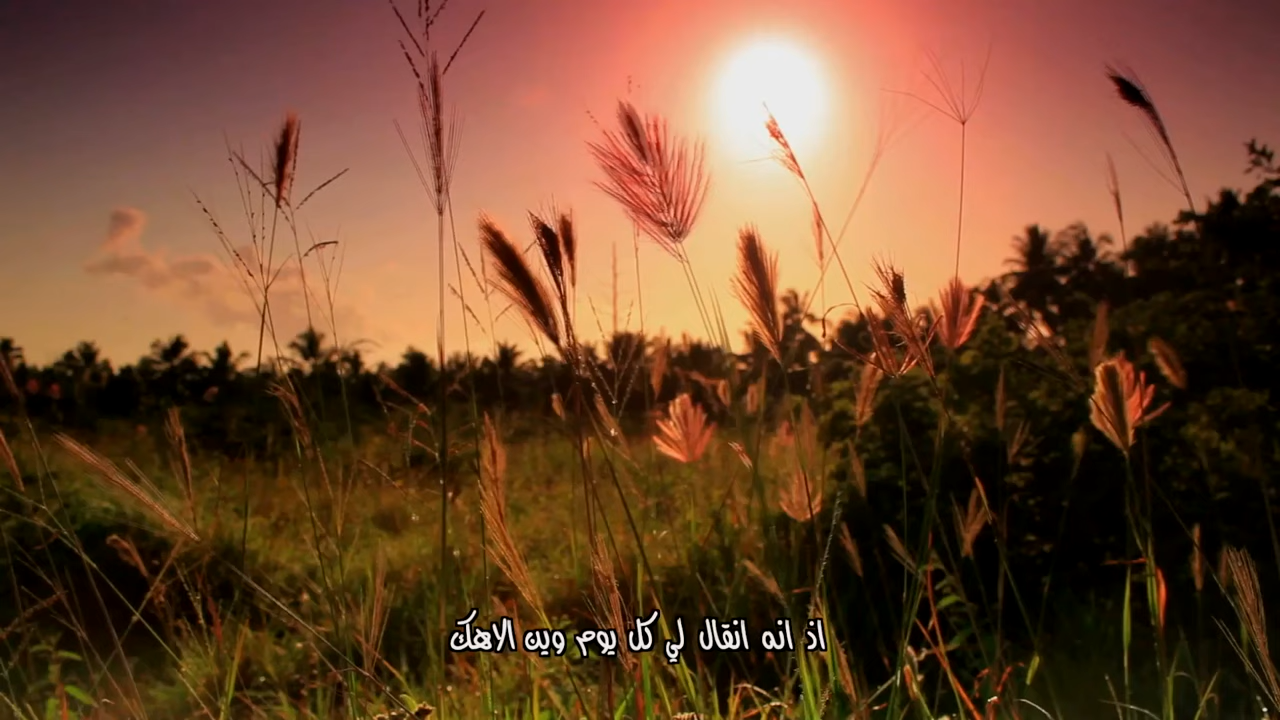 اذ انه انقال لي كل يوم وين الاهك